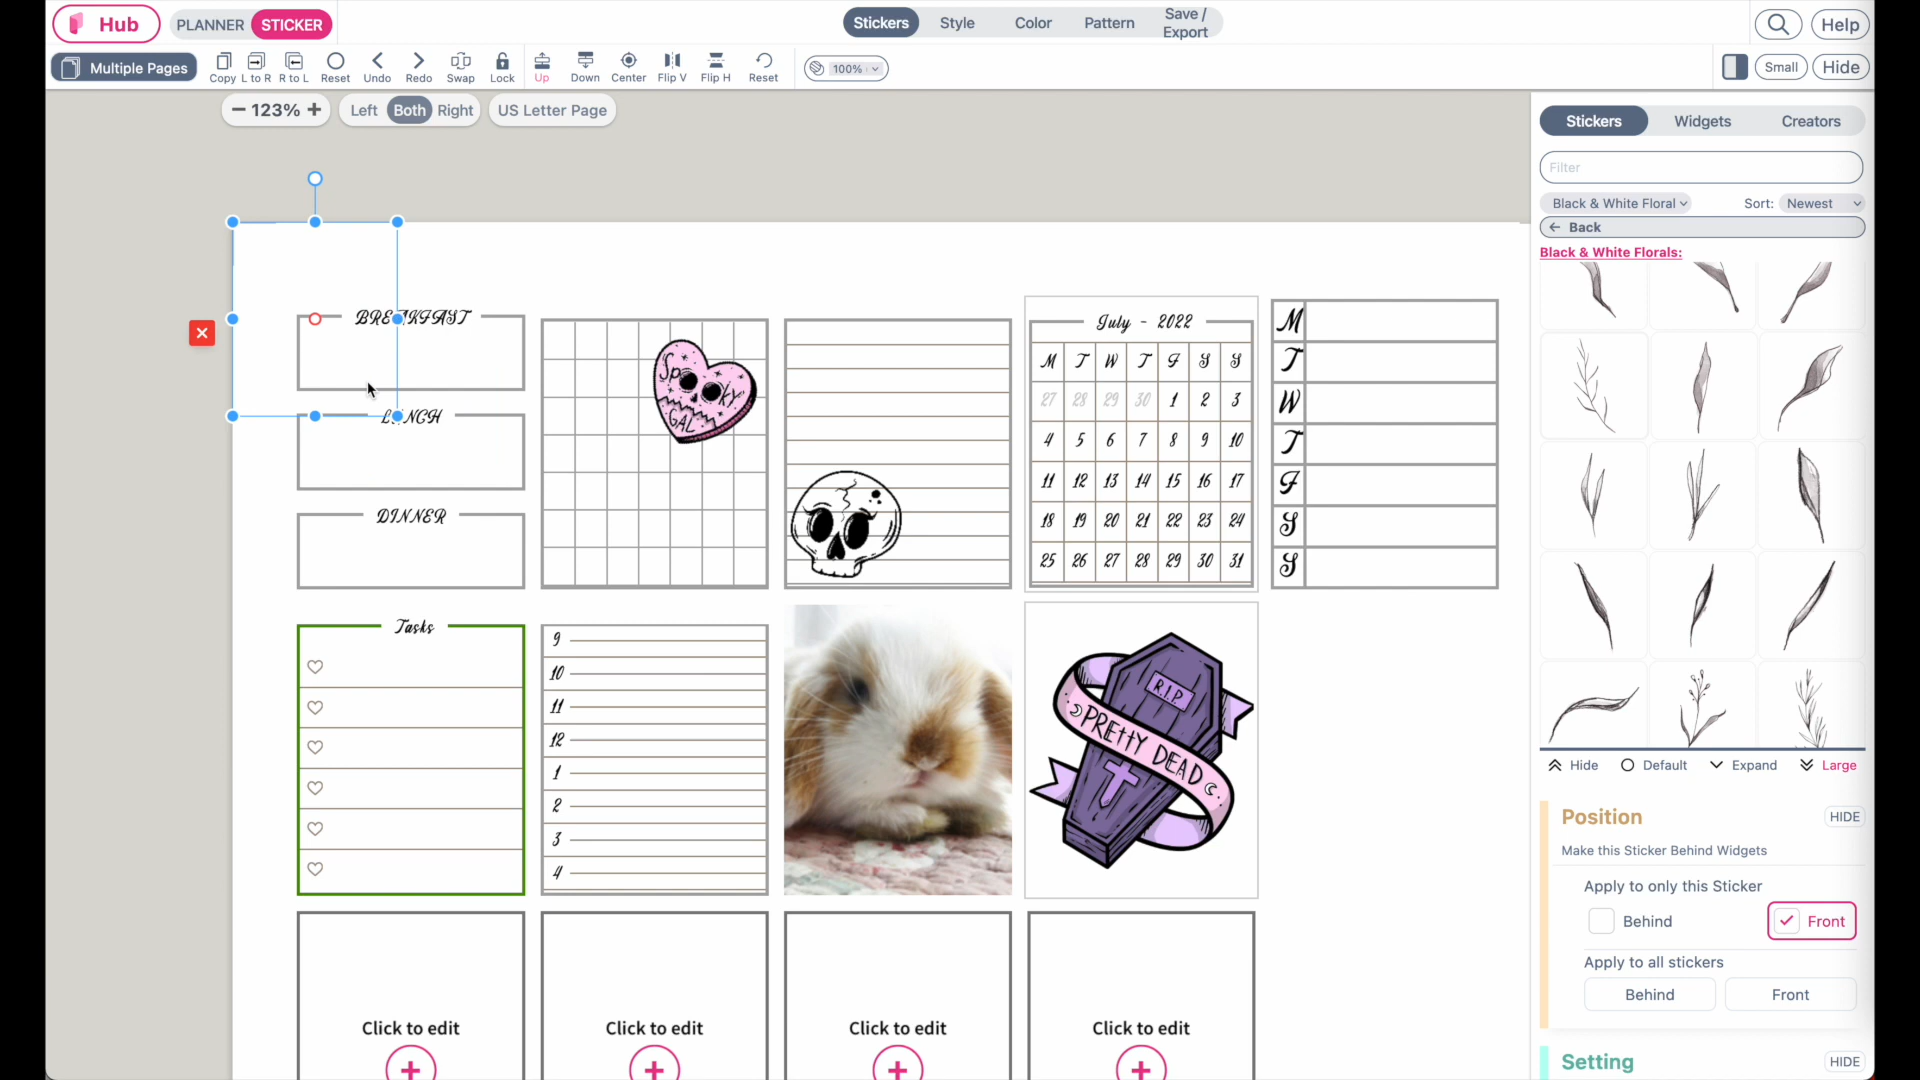 Hub PLANNER STICKER
Stickers Style Color Pattern Save / Export
Help
Multiple Pages
Copy L to R R to L Reset Undo Redo Swap Lock Up Down Center Flip V Flip H Reset
100%
Small Hide
123% Left Both Right US Letter Page
Stickers Widgets Creators
Filter
Black & White Floral Sort: Newest
Back
Black & White Florals:
BREAKFAST
LUNCH
DINNER
Spooky
GAL
July - 2022
M T W T F S S
27 28 29 30 1 2 3
4 5 6 7 8 9 10
11 12 13 14 15 16 17
18 19 20 21 22 23 24
25 26 27 28 29 30 31
M
T
W
T
F
S
S
Tasks
9
10
11
12
1
2
3
4
R.I.P.
PRETTY DEAD
Click to edit Click to edit Click to edit Click to edit
Hide Default Expand Large
Position HIDE
Make this Sticker Behind Widgets
Apply to only this Sticker
Behind Front
Apply to all stickers
Behind Front
Setting HIDE